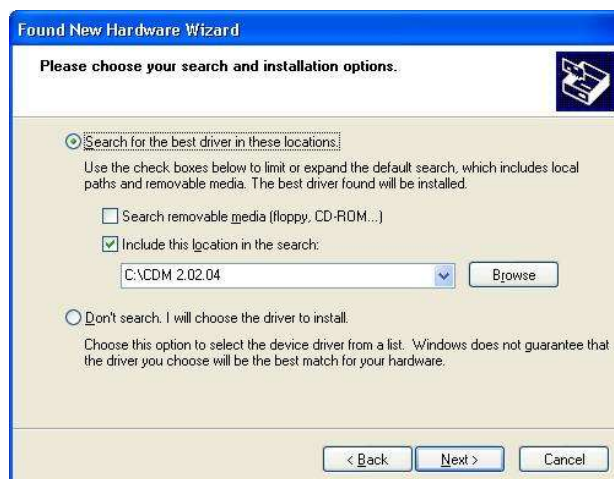 Found New Hardware Wizard
Please choose your search and installation options.
Search for the best driver in these locations.
Use the check boxes below to limit or expand the default search, which includes local
paths and removable media. The best driver found will be installed.
Search removable media (floppy, CD-ROM...)
Include this location in the search:
C:\CDM 2.02.04
Browse
Don't search. I will choose the driver to install.
Choose this option to select the device driver from a list. Windows does not guarantee that
the driver you choose will be the best match for your hardware.
< Back Next > Cancel